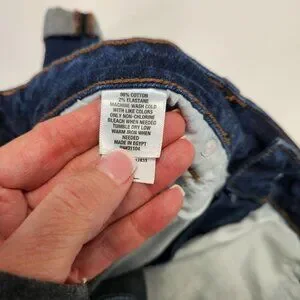 98% COTTON
2% ELASTANE
MACHINE WASH COLD
WITH LIKE COLORS
ONLY NON-CHLORINE
BLEACH WHEN NEEDED
TUMBLE DRY LOW
WARM IRON WHEN
NEEDED
MADE IN EGYPT